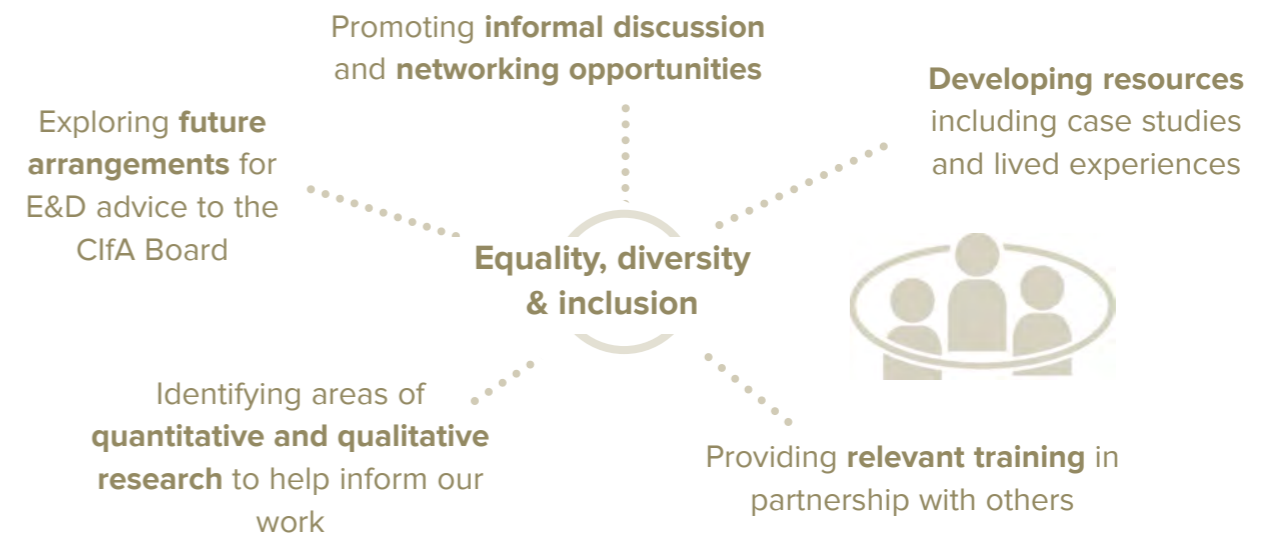 Promoting informal discussion
and networking opportunities
Developing resources
including case studies
and lived experiences
Exploring future
arrangements for
E&D advice to the
CIfA Board
Equality, diversity
& inclusion
Identifying areas of
quantitative and qualitative
research to help inform our
work
Providing relevant training in
partnership with others